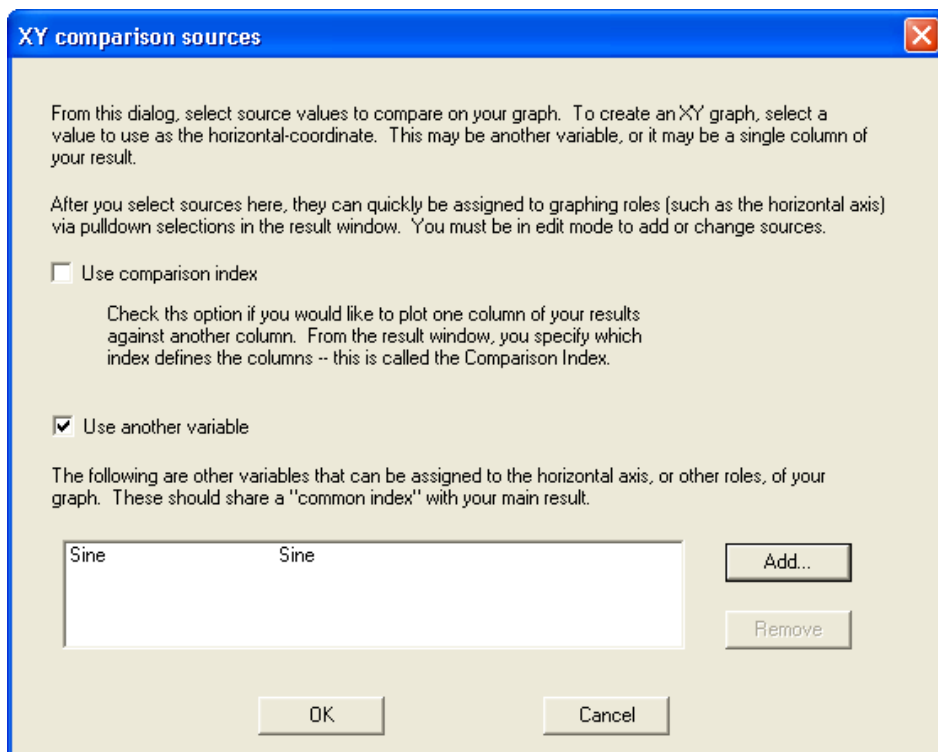 XY comparison sources
From this dialog, select source values to compare on your graph. To create an XY graph, select a
value to use as the horizontal-coordinate. This may be another variable, or it may be a single column of
your result.
After you select sources here, they can quickly be assigned to graphing roles (such as the horizontal axis)
via pulldown selections in the result window. You must be in edit mode to add or change sources.
Use comparison index
Check ths option if you would like to plot one column of your results
against another column. From the result window, you specify which
index defines the columns -- this is called the Comparison Index.
Use another variable
The following are other variables that can be assigned to the horizontal axis, or other roles, of your
graph. These should share a "common index" with your main result.
Sine Sine
Add...
Remove
OK Cancel